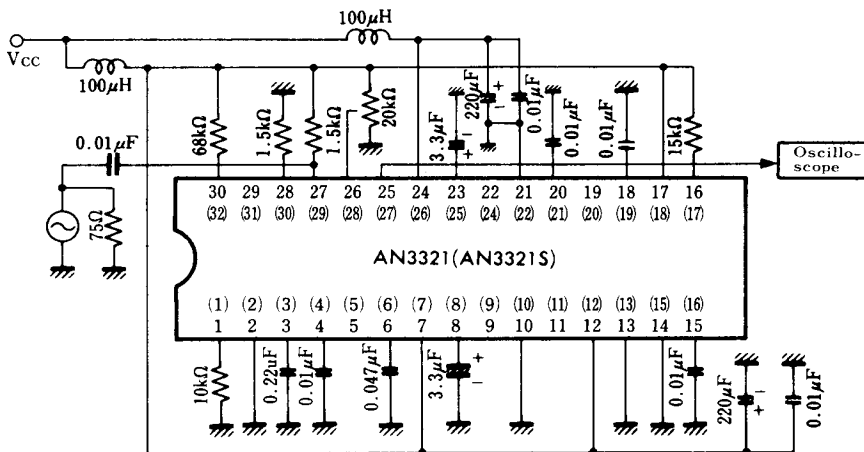 100μH
Vcc
100μH
0.01μF
75Ω
68kΩ
1.5kΩ
1.5kΩ
20kΩ
3.3μF
+
−
220μF
+
−
0.01μF
0.01μF
0.01μF
15kΩ
Oscillo-
scope
30 29 28 27 26 25 24 23 22 21 20 19 18 17 16
(32) (31) (30) (29) (28) (27) (26) (25) (24) (22) (21) (20) (19) (18) (17)
AN3321(AN3321S)
(1) (2) (3) (4) (5) (6) (7) (8) (9) (10) (11) (12) (13) (15) (16)
1 2 3 4 5 6 7 8 9 10 11 12 13 14 15
10kΩ
0.22uF
0.01μF
0.047μF
3.3μF
+
−
0.01μF
220μF
+
−
0.01μF